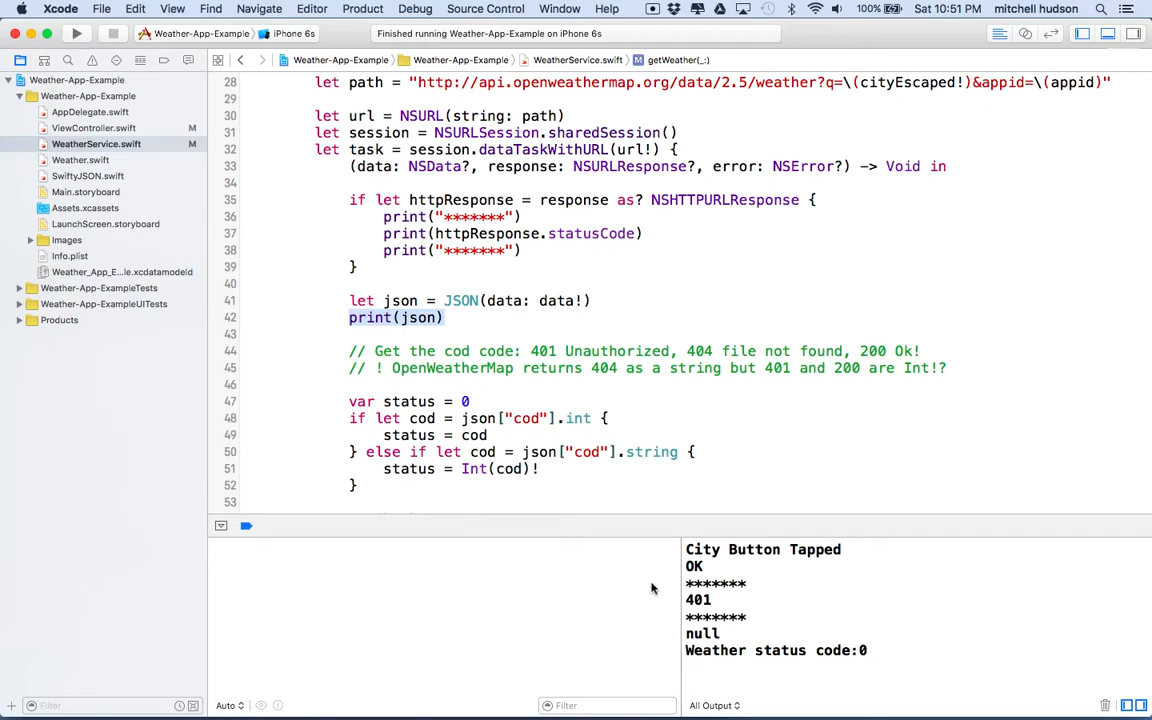 Xcode File Edit View Find Navigate Editor Product Debug Source Control Window Help 100% Sat 10:51 PM mitchell hudson
Weather-App-Example iPhone 6s Finished running Weather-App-Example on iPhone 6s
Weather-App-Example Weather-App-Example WeatherService.swift M getWeather(_:)
Weather-App-Example
Weather-App-Example
AppDelegate.swift
ViewController.swift M
WeatherService.swift M
Weather.swift
SwiftyJSON.swift
Main.storyboard
Assets.xcassets
LaunchScreen.storyboard
Images
Info.plist
Weather_App_E...le.xcdatamodeld
Weather-App-ExampleTests
Weather-App-ExampleUITests
Products
28 let path = "http://api.openweathermap.org/data/2.5/weather?q=\(cityEscaped!)&appid=\(appid)"
29
30 let url = NSURL(string: path)
31 let session = NSURLSession.sharedSession()
32 let task = session.dataTaskWithURL(url!) {
33 (data: NSData?, response: NSURLResponse?, error: NSError?) -> Void in
34
35 if let httpResponse = response as? NSHTTPURLResponse {
36 print("*******")
37 print(httpResponse.statusCode)
38 print("*******")
39 }
40
41 let json = JSON(data: data!)
42 print(json)
43
44 // Get the cod code: 401 Unauthorized, 404 file not found, 200 Ok!
45 // ! OpenWeatherMap returns 404 as a string but 401 and 200 are Int!?
46
47 var status = 0
48 if let cod = json["cod"].int {
49 status = cod
50 } else if let cod = json["cod"].string {
51 status = Int(cod)!
52 }
53
City Button Tapped
OK
*******
401
*******
null
Weather status code:0
Filter Auto Filter All Output